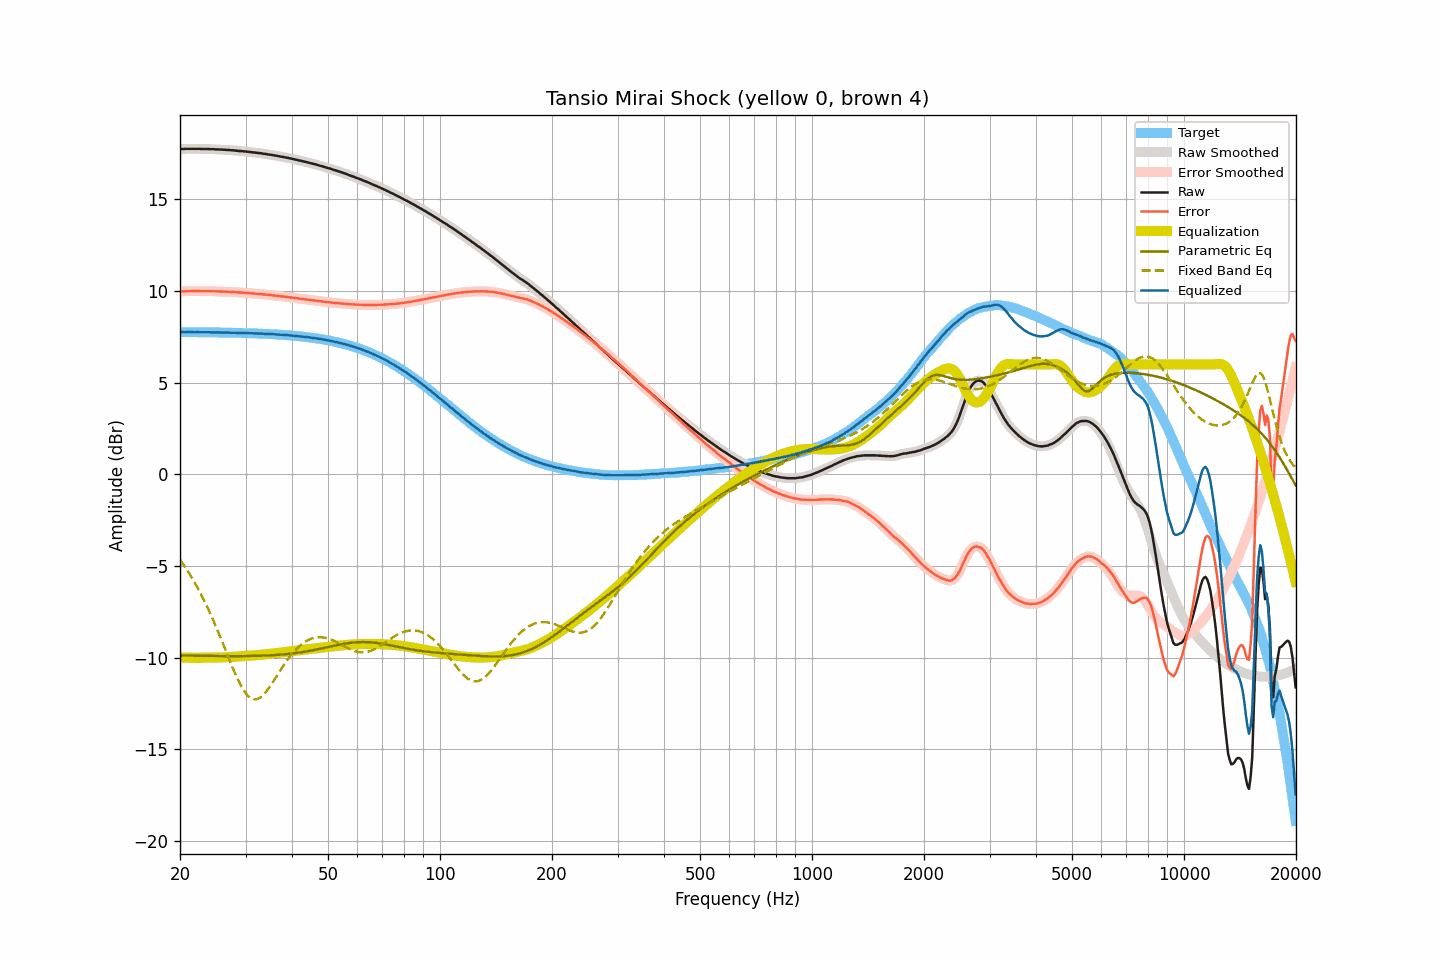 Tansio Mirai Shock (yellow 0, brown 4)
Target
Raw Smoothed
Error Smoothed
Raw
Error
Equalization
Parametric Eq
Fixed Band Eq
Equalized
Amplitude (dBr)
15
10
5
0
−5
−10
−15
−20
20 50 100 200 500 1000 2000 5000 10000 20000
Frequency (Hz)